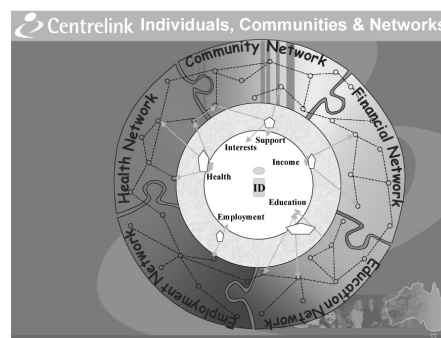 Centrelink Individuals, Communities & Networks
Community Network
Financial Network
Health Network
Support
Interests
Income
Health
ID
Education
Employment
Employment Network
Education Network